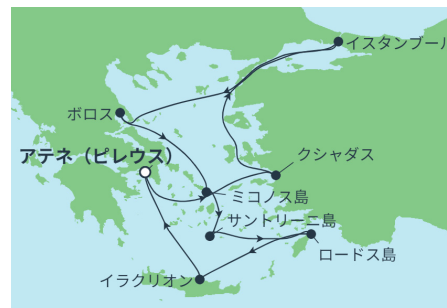 イスタンブール
ボロス
アテネ（ピレウス）
クシャダス
ミコノス島
サントリーニ島
ロードス島
イラクリオン